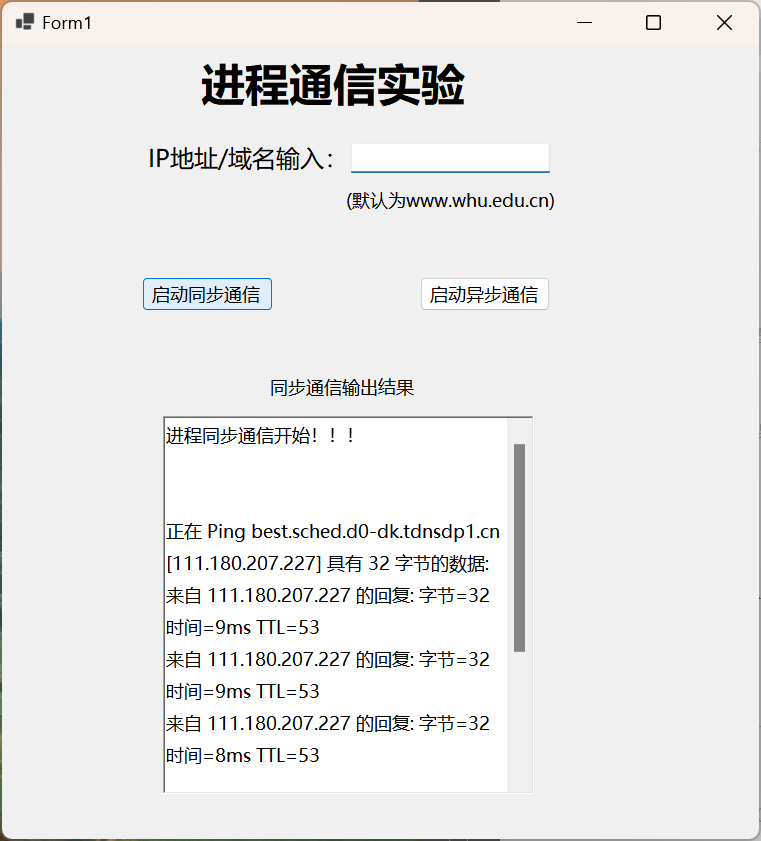 Form1
进程通信实验
IP地址/域名输入：
(默认为www.whu.edu.cn)
启动同步通信
启动异步通信
同步通信输出结果
进程同步通信开始！！！
正在 Ping best.sched.d0-dk.tdnsdp1.cn
[111.180.207.227] 具有 32 字节的数据:
来自 111.180.207.227 的回复: 字节=32
时间=9ms TTL=53
来自 111.180.207.227 的回复: 字节=32
时间=9ms TTL=53
来自 111.180.207.227 的回复: 字节=32
时间=8ms TTL=53